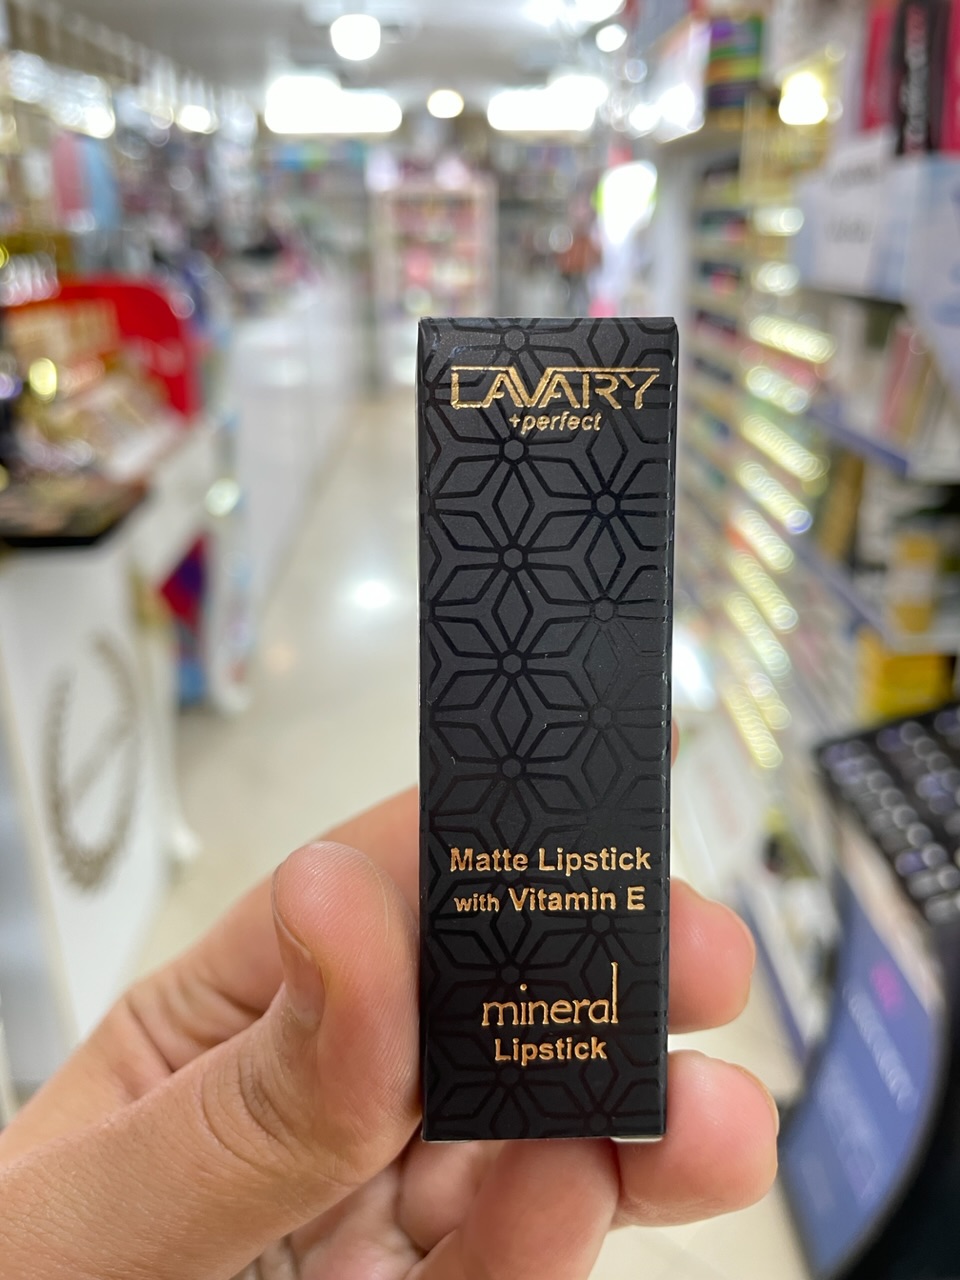 LAVARY
+perfect
Matte Lipstick
with Vitamin E
mineral
Lipstick